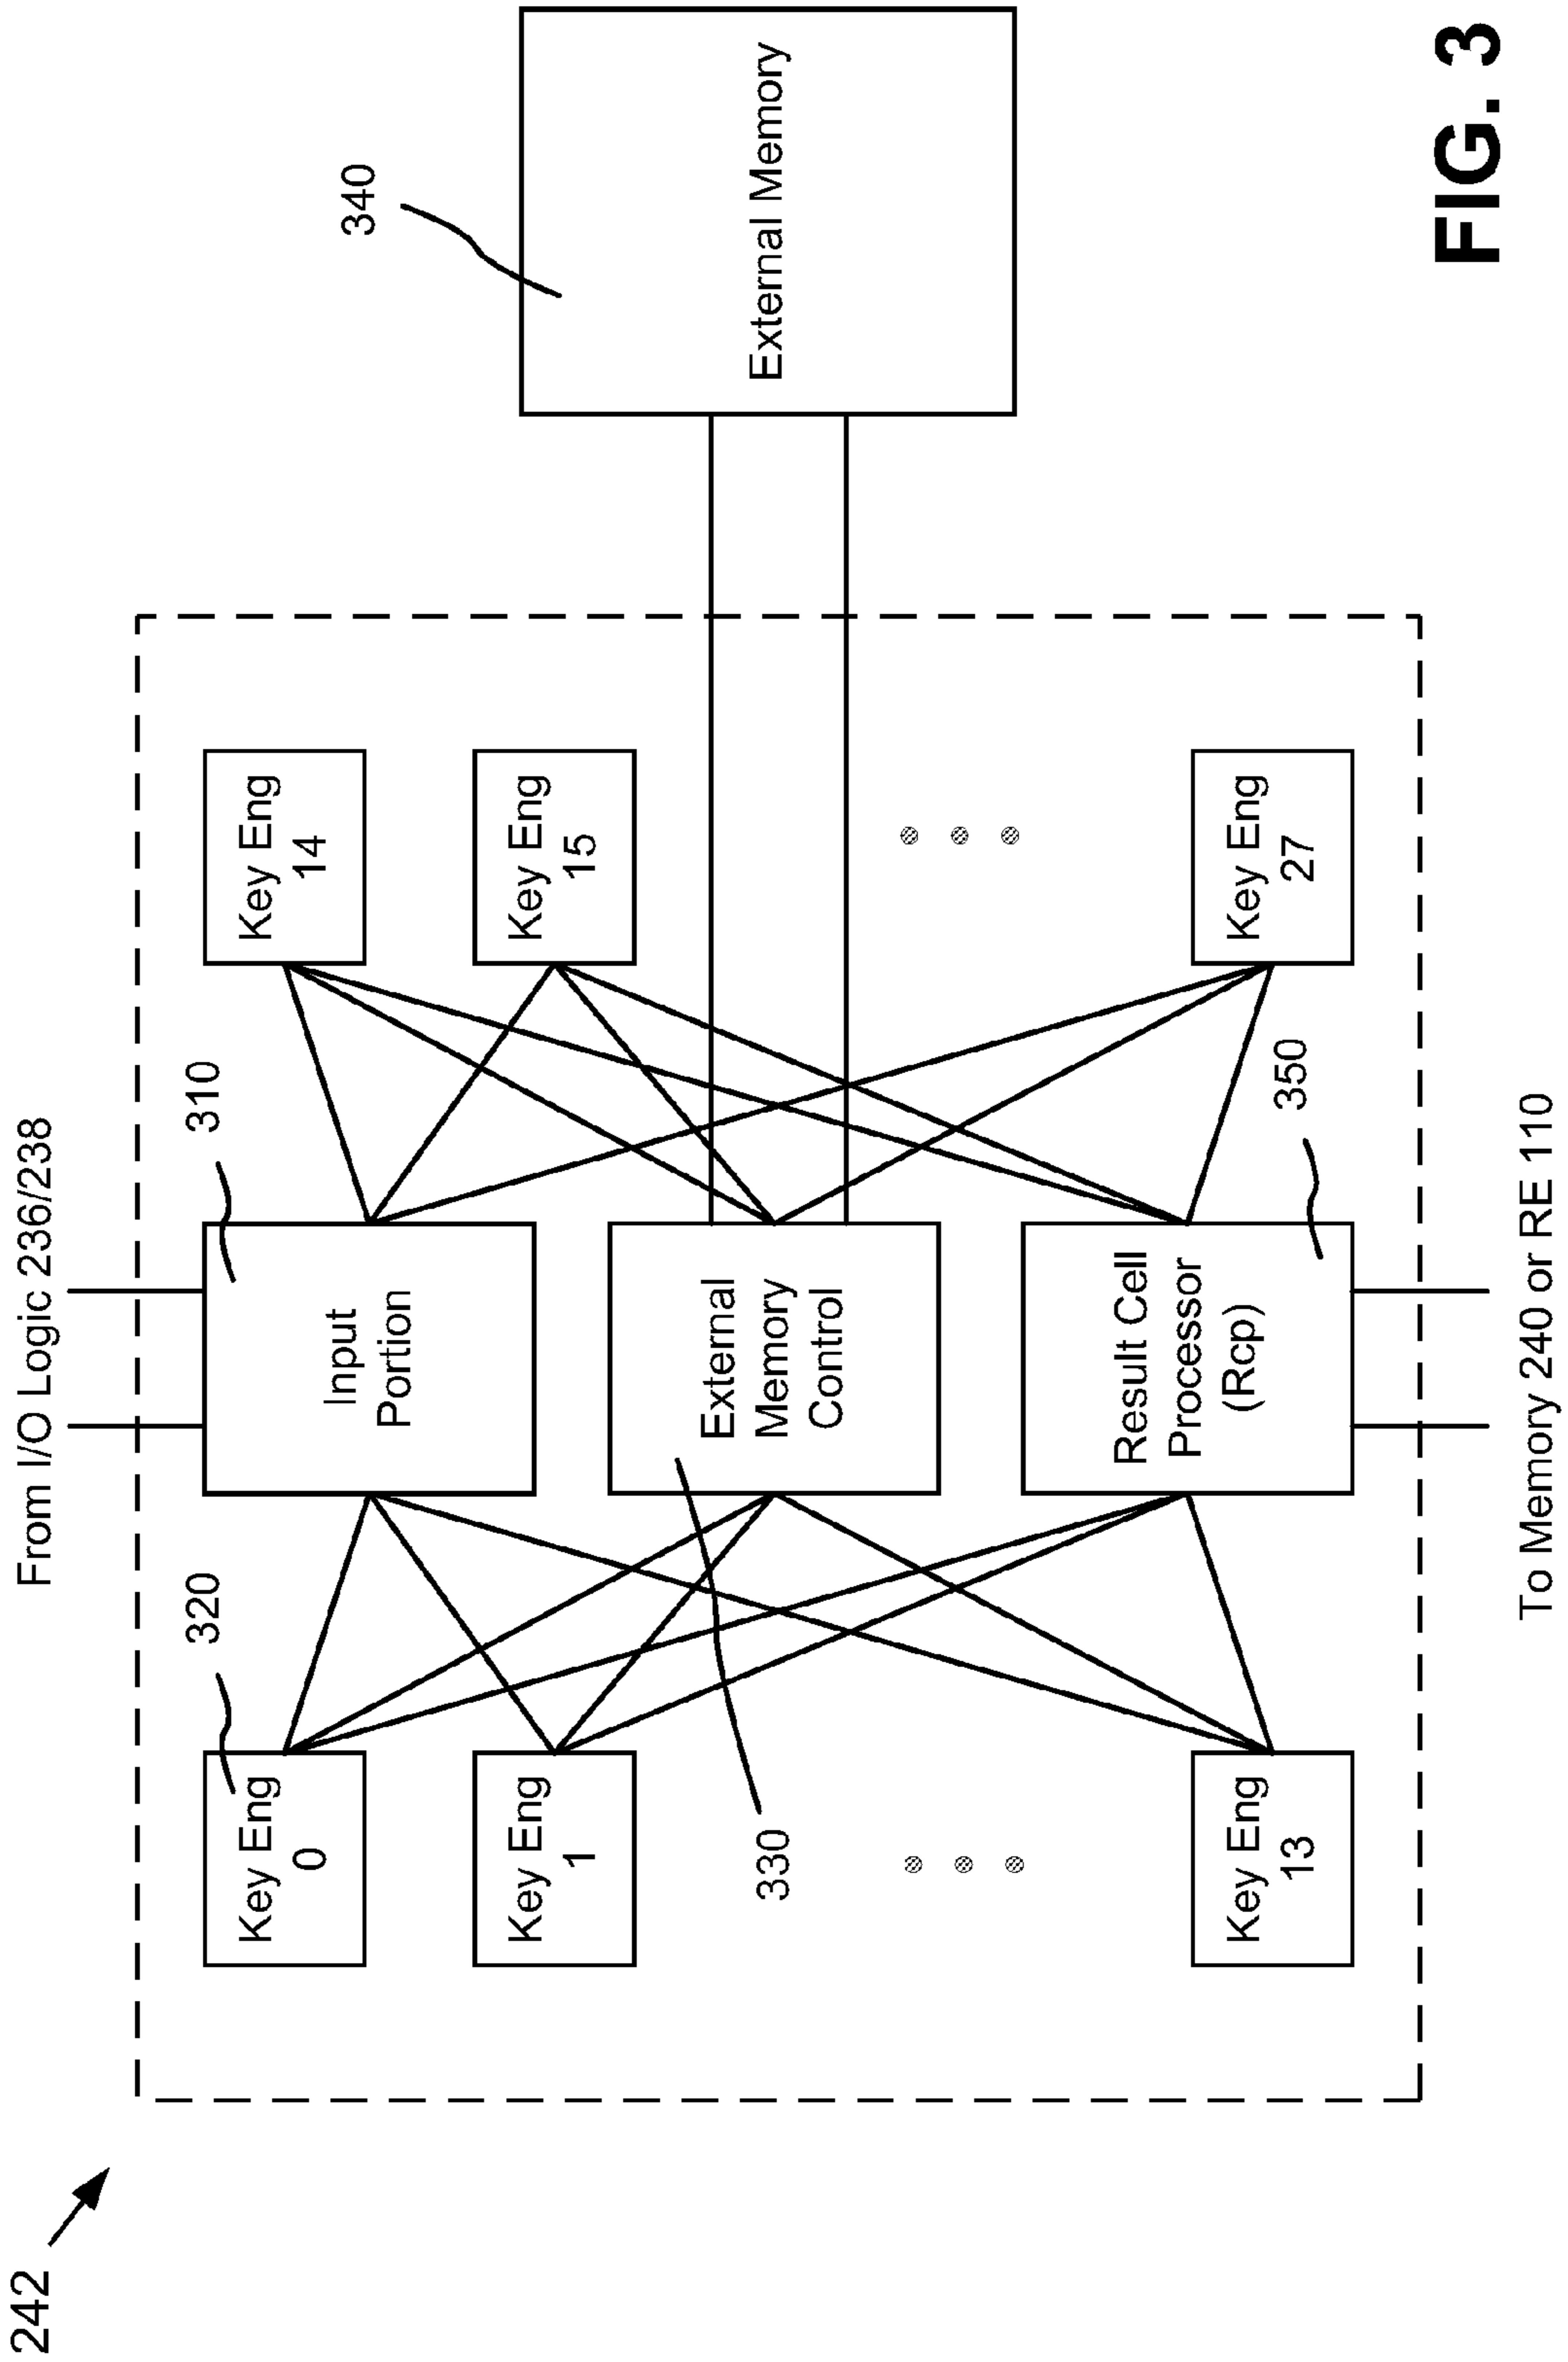 242
From I/O Logic 236/238
320
310
340
Key Eng
0
Input
Portion
Key Eng
14
Key Eng
1
Key Eng
15
External Memory
330
External
Memory
Control
Key Eng
13
Result Cell
Processor
(Rcp)
350
Key Eng
27
To Memory 240 or RE 110
FIG. 3